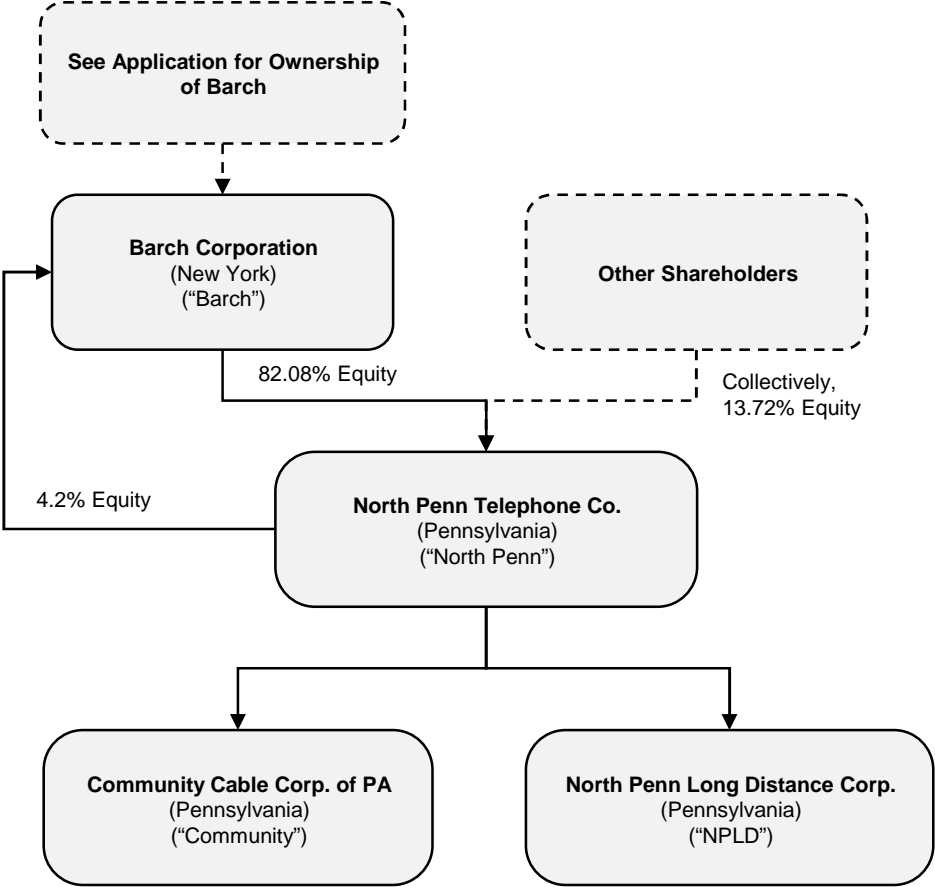 See Application for Ownership
of Barch
Barch Corporation
(New York)
(“Barch”)
Other Shareholders
82.08% Equity
Collectively,
13.72% Equity
4.2% Equity
North Penn Telephone Co.
(Pennsylvania)
(“North Penn”)
Community Cable Corp. of PA
(Pennsylvania)
(“Community”)
North Penn Long Distance Corp.
(Pennsylvania)
(“NPLD”)